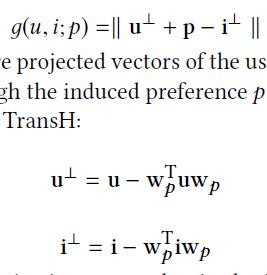 g(u, i; p) =∥ u⊥ + p − i⊥ ∥
e projected vectors of the us
gh the induced preference p
TransH:
u⊥ = u − wₚᵀuwₚ
i⊥ = i − wₚᵀiwₚ